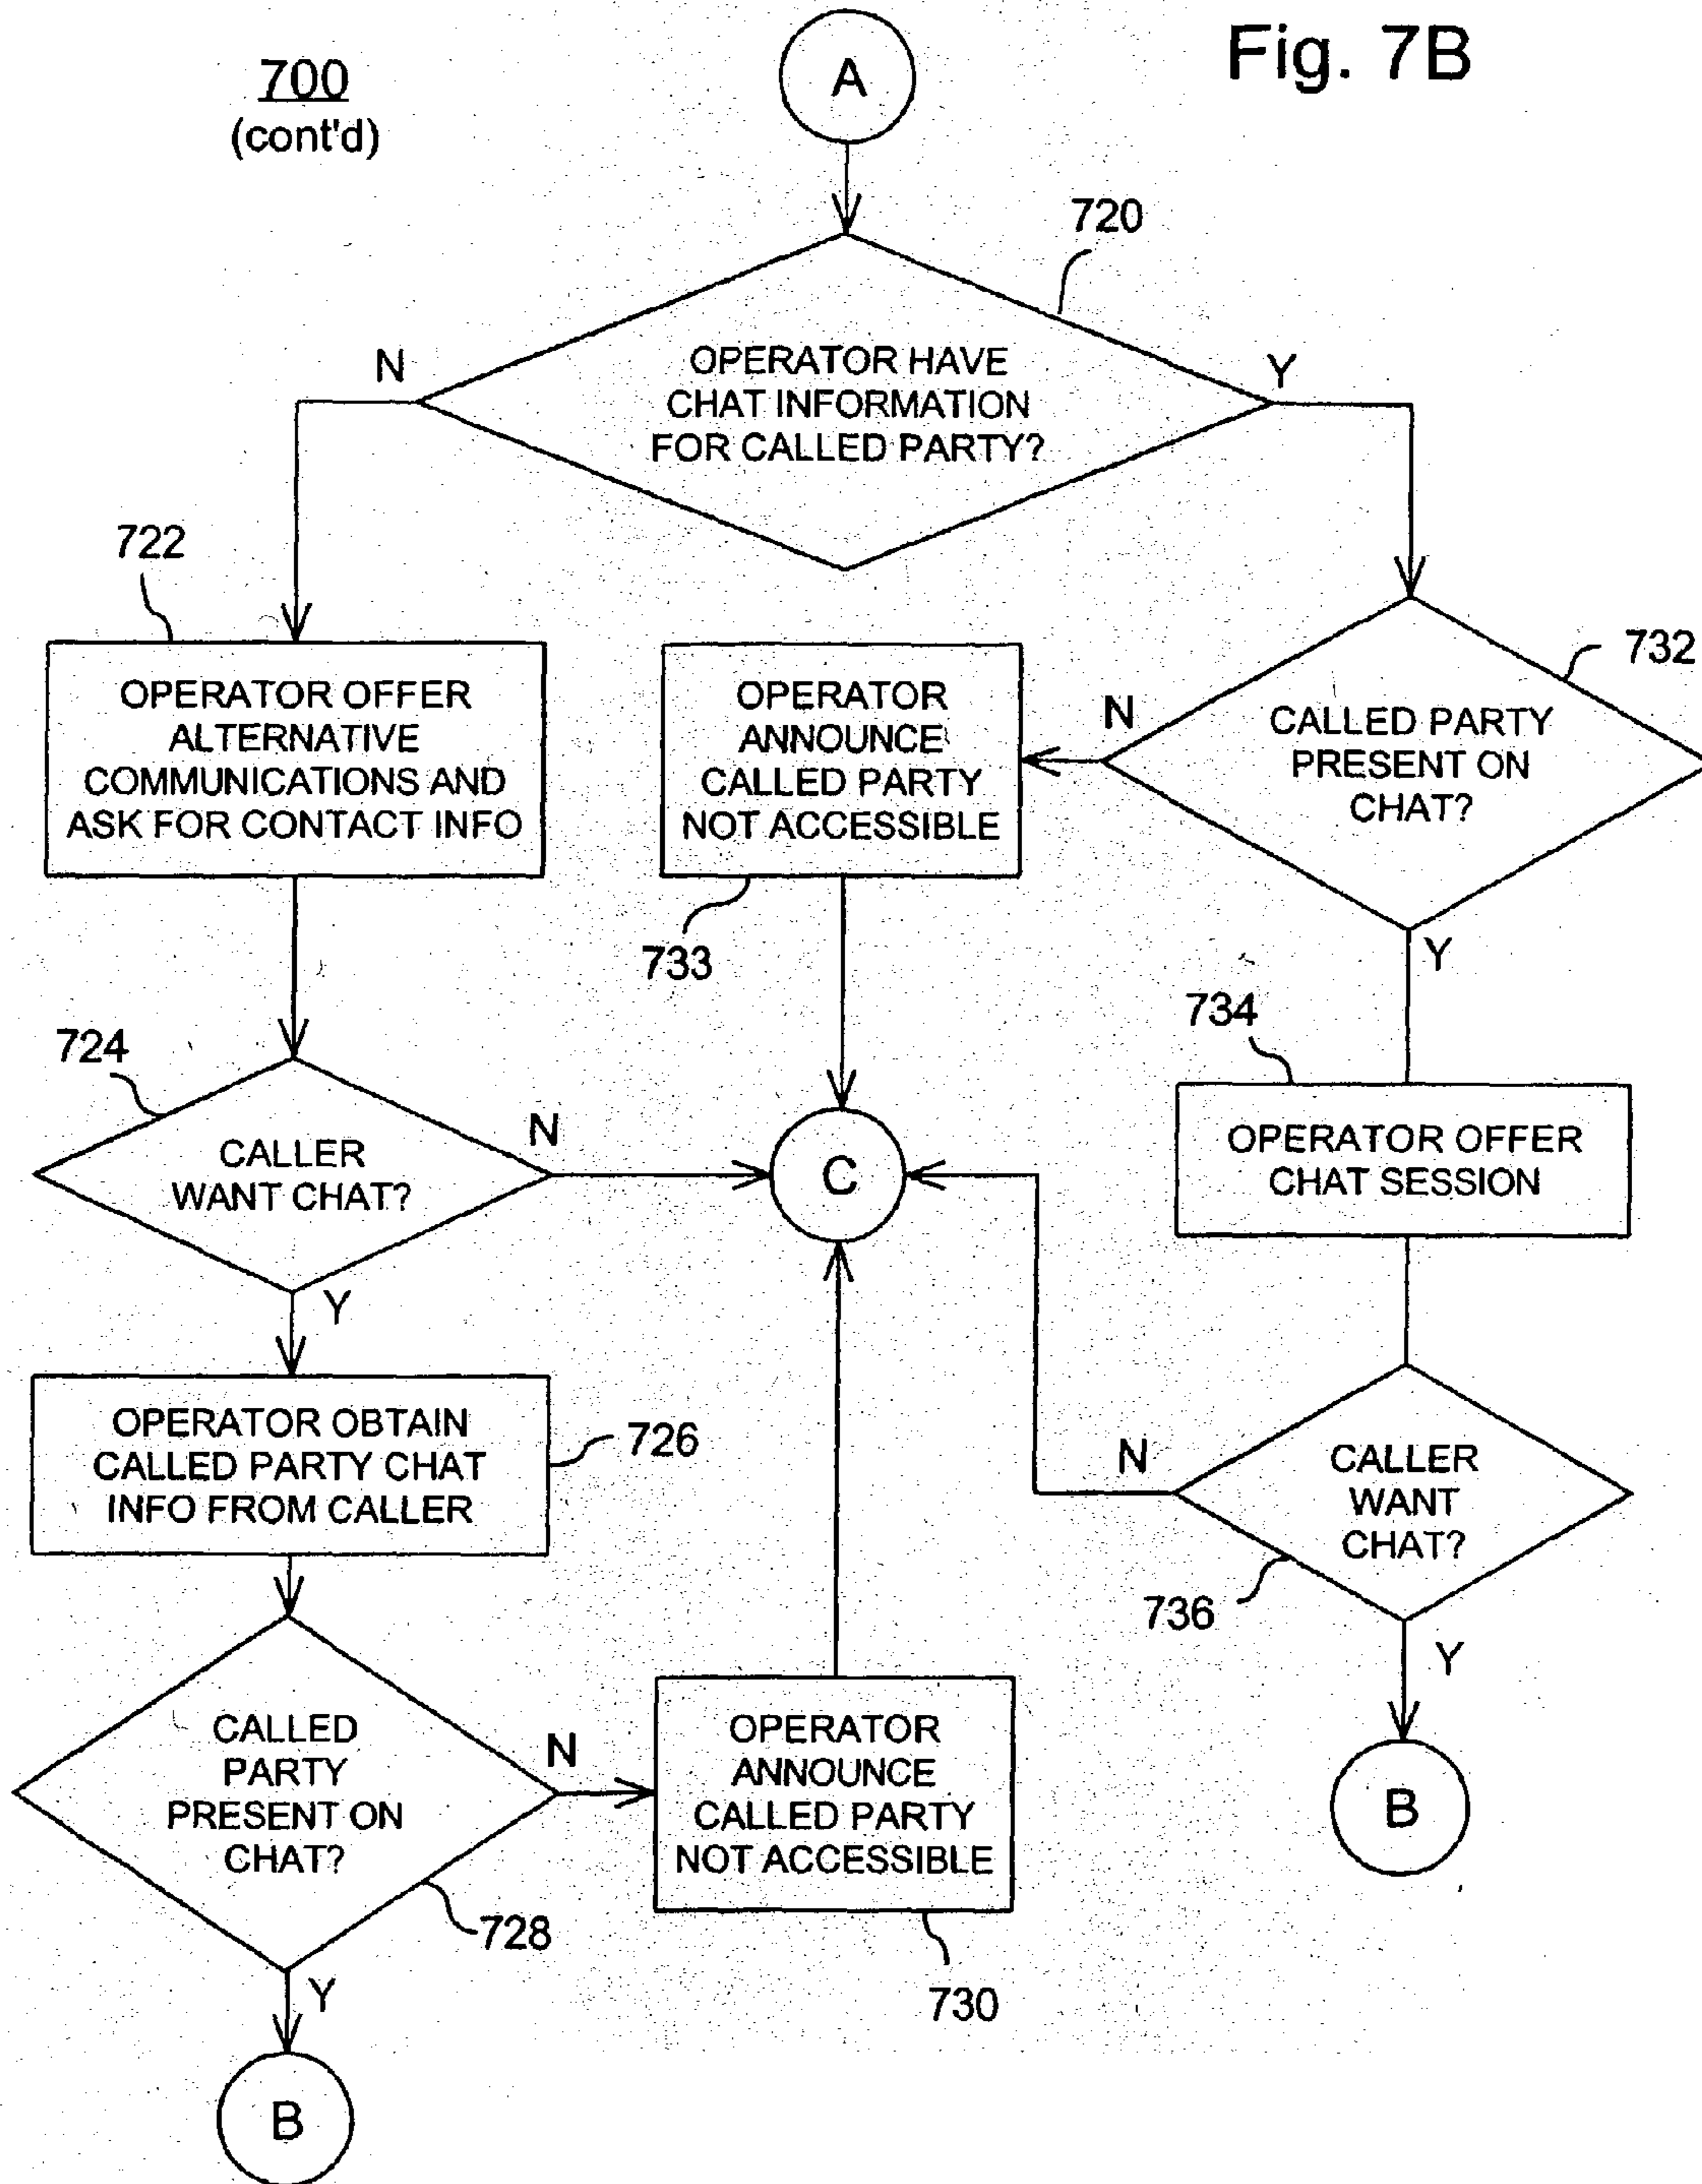 Fig. 7B
700
(cont'd)
A
720
OPERATOR HAVE
CHAT INFORMATION
FOR CALLED PARTY?
N
Y
722
OPERATOR OFFER
ALTERNATIVE
COMMUNICATIONS AND
ASK FOR CONTACT INFO
OPERATOR
ANNOUNCE
CALLED PARTY
NOT ACCESSIBLE
733
N
732
CALLED PARTY
PRESENT ON
CHAT?
Y
724
CALLER
WANT CHAT?
N
Y
C
734
OPERATOR OFFER
CHAT SESSION
726
OPERATOR OBTAIN
CALLED PARTY CHAT
INFO FROM CALLER
N
CALLER
WANT
CHAT?
736
Y
B
CALLED
PARTY
PRESENT ON
CHAT?
728
N
Y
OPERATOR
ANNOUNCE
CALLED PARTY
NOT ACCESSIBLE
730
B